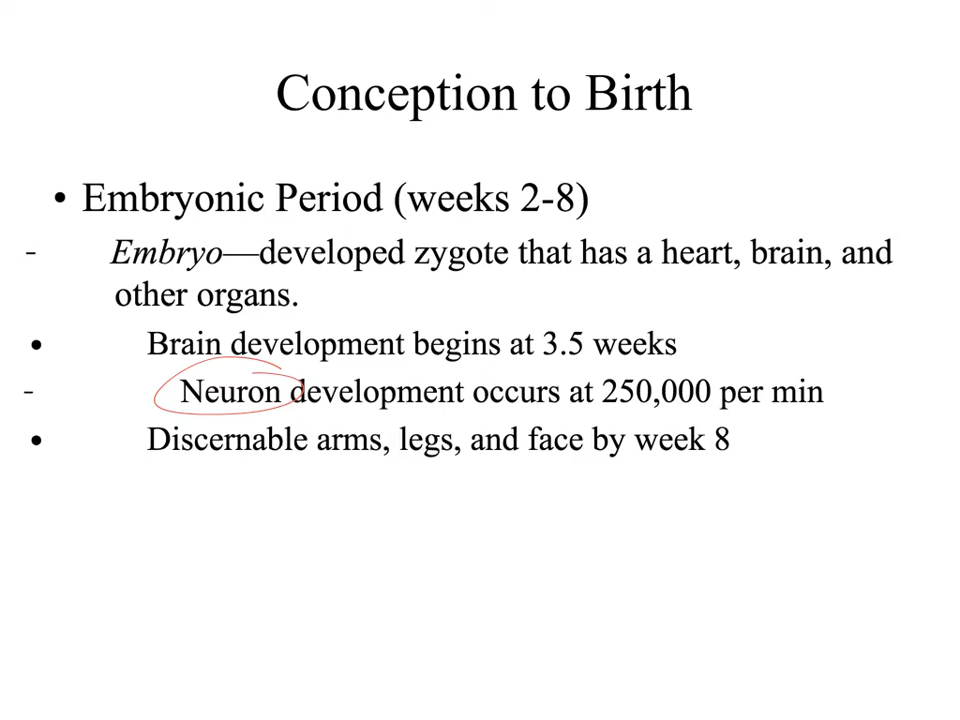 Conception to Birth
• Embryonic Period (weeks 2-8)
- Embryo—developed zygote that has a heart, brain, and
other organs.
• Brain development begins at 3.5 weeks
- Neuron development occurs at 250,000 per min
• Discernable arms, legs, and face by week 8